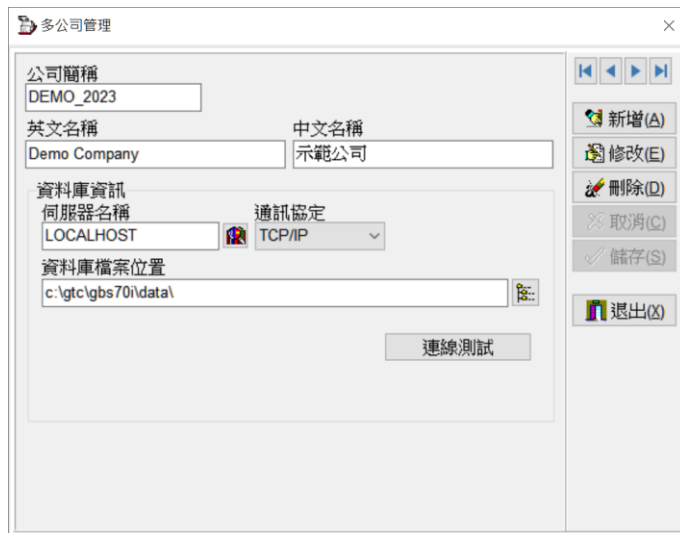 多公司管理
公司簡稱
DEMO_2023
英文名稱 中文名稱
Demo Company 示範公司
資料庫資訊
伺服器名稱 通訊協定
LOCALHOST TCP/IP
資料庫檔案位置
c:\gtc\gbs70i\data\
連線測試
新增(A)
修改(E)
刪除(D)
取消(C)
儲存(S)
退出(X)